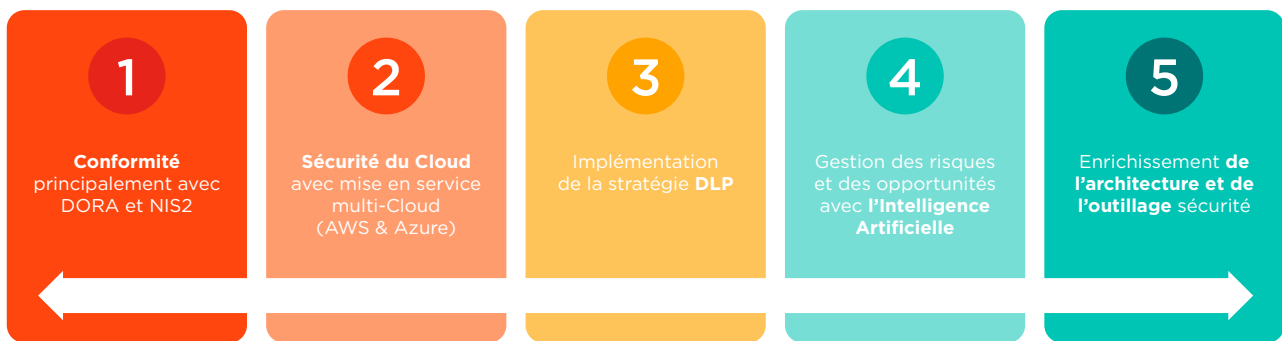 1
Conformité
principalement avec
DORA et NIS2
2
Sécurité du Cloud
avec mise en service
multi-Cloud
(AWS & Azure)
3
Implémentation
de la stratégie DLP
4
Gestion des risques
et des opportunités
avec l'Intelligence
Artificielle
5
Enrichissement de
l'architecture et de
l'outillage sécurité